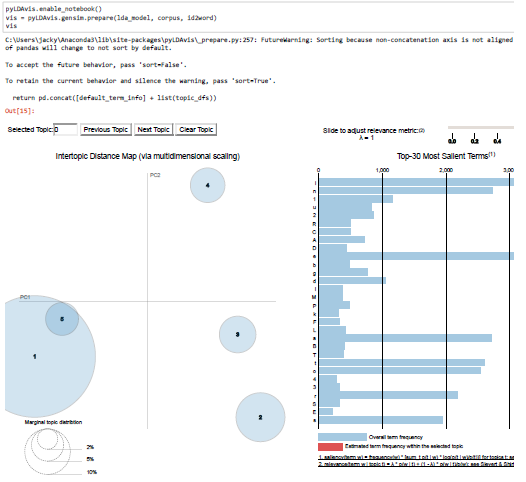 pyLDAvis.enable_notebook()
vis = pyLDAvis.gensim.prepare(lda_model, corpus, id2word)
vis
C:\Users\jacky\Anaconda3\lib\site-packages\pyLDAvis\_prepare.py:257: FutureWarning: Sorting because non-concatenation axis is not aligned
of pandas will change to not sort by default.
To accept the future behavior, pass 'sort=False'.
To retain the current behavior and silence the warning, pass 'sort=True'.
return pd.concat([default_term_info] + list(topic_dfs))
Out[15]:
Selected Topic: 0 Previous Topic Next Topic Clear Topic
Slide to adjust relevance metric:(2)
λ = 1
0.0 0.2 0.4
Intertopic Distance Map (via multidimensional scaling)
PC2
PC1
4
5
3
1
2
Marginal topic distribtion
2%
5%
10%
Top-30 Most Salient Terms(1)
0 1,000 2,000 3,00
i
n
1
u
2
R
C
A
D
e
b
g
d
I
M
P
k
F
L
a
B
T
t
o
4
3
r
S
E
s
Overall term frequency
Estimated term frequency within the selected topic